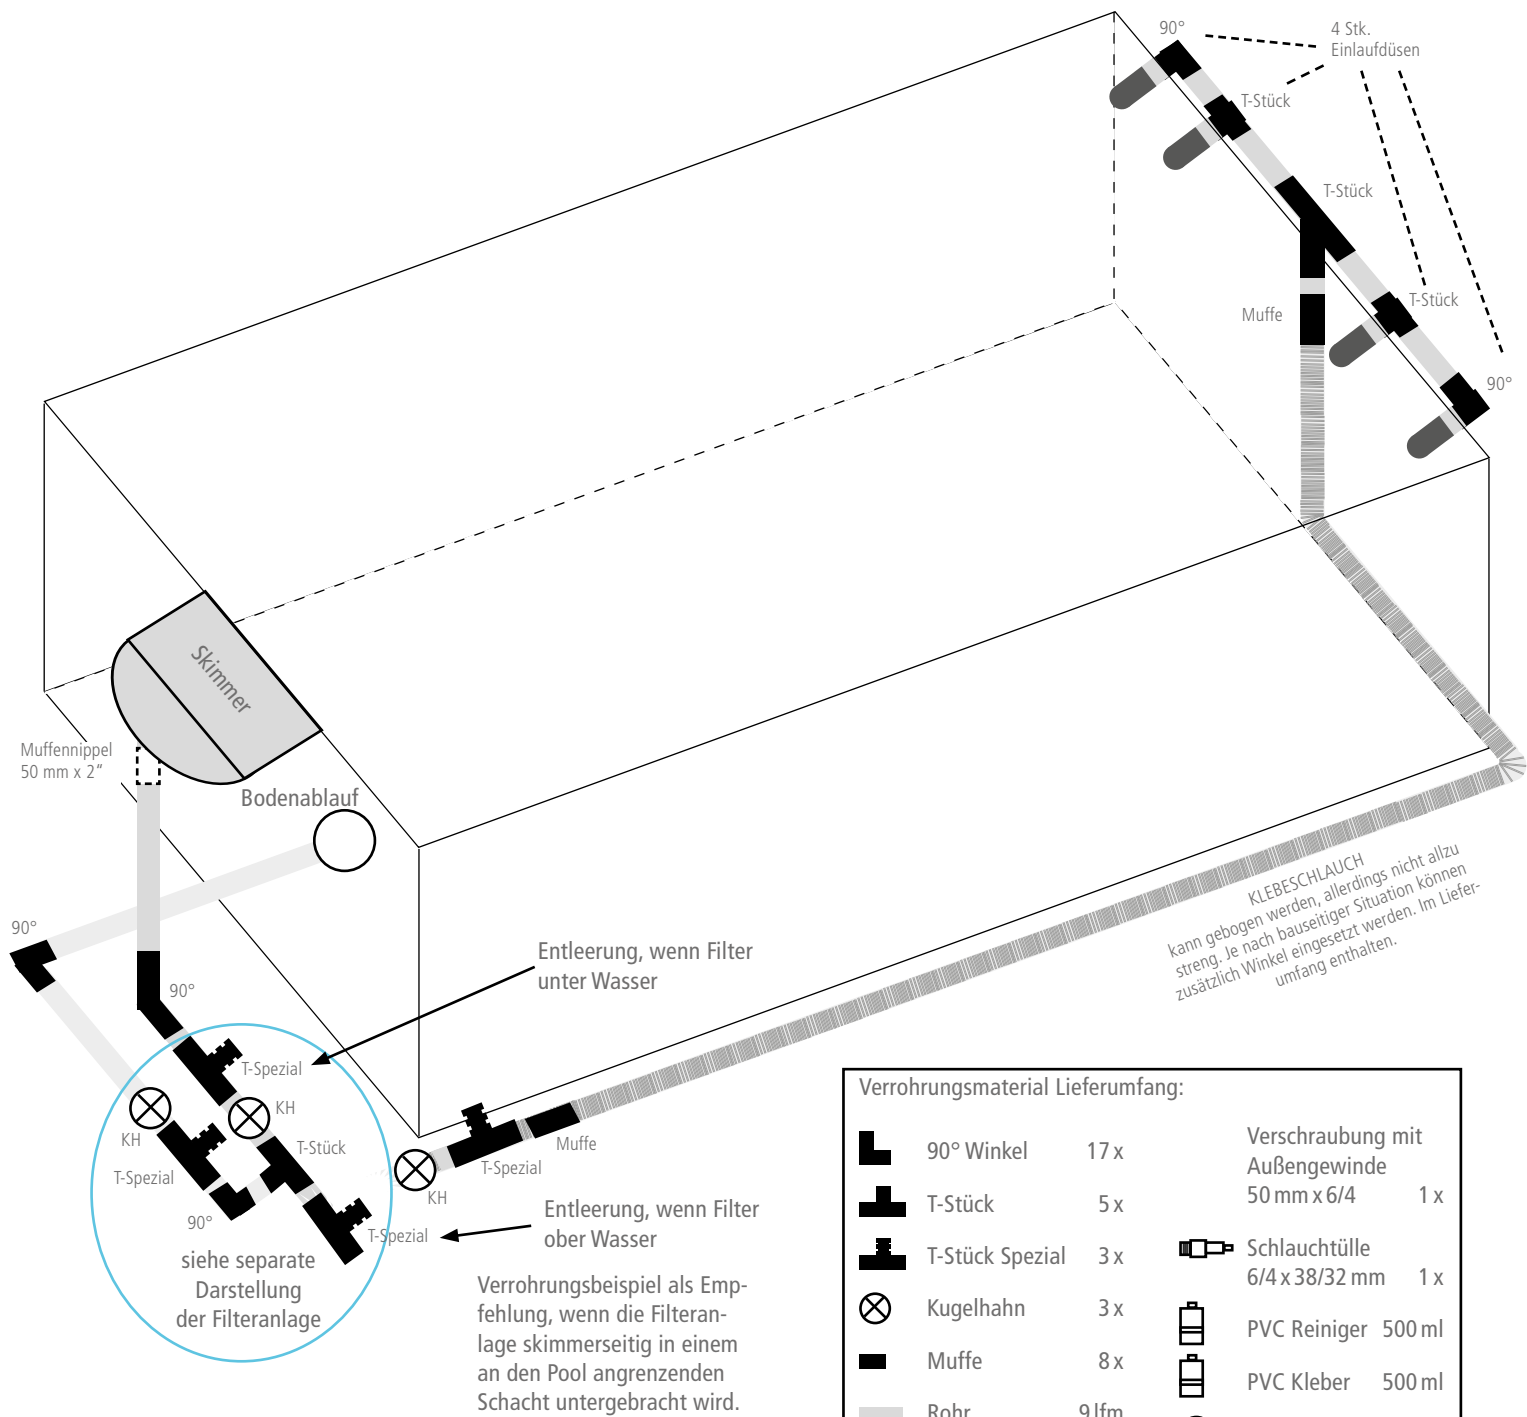 90°
4 Stk.
Einlaufdüsen
T-Stück
T-Stück
T-Stück
Muffe
90°
Skimmer
Muffennippel
50 mm x 2“
Bodenablauf
90°
90°
Entleerung, wenn Filter
unter Wasser
KLEBESCHLAUCH
kann gebogen werden, allerdings nicht allzu
streng. Je nach bauseitiger Situation können
zusätzlich Winkel eingesetzt werden. Im Liefer-
umfang enthalten.
T-Spezial
KH
KH
T-Stück
T-Spezial
90°
Muffe
T-Spezial
KH
T-Spezial
Entleerung, wenn Filter
ober Wasser
siehe separate
Darstellung
der Filteranlage
Verrohrungsbeispiel als Emp-
fehlung, wenn die Filteran-
lage skimmerseitig in einem
an den Pool angrenzenden
Schacht untergebracht wird.
Verrohrungsmaterial Lieferumfang:
90° Winkel 17 x
T-Stück 5 x
T-Stück Spezial 3 x
Kugelhahn 3 x
Muffe 8 x
Rohr 9 lfm
Verschraubung mit
Außengewinde
50 mm x 6/4 1 x
Schlauchtülle
6/4 x 38/32 mm 1 x
PVC Reiniger 500 ml
PVC Kleber 500 ml